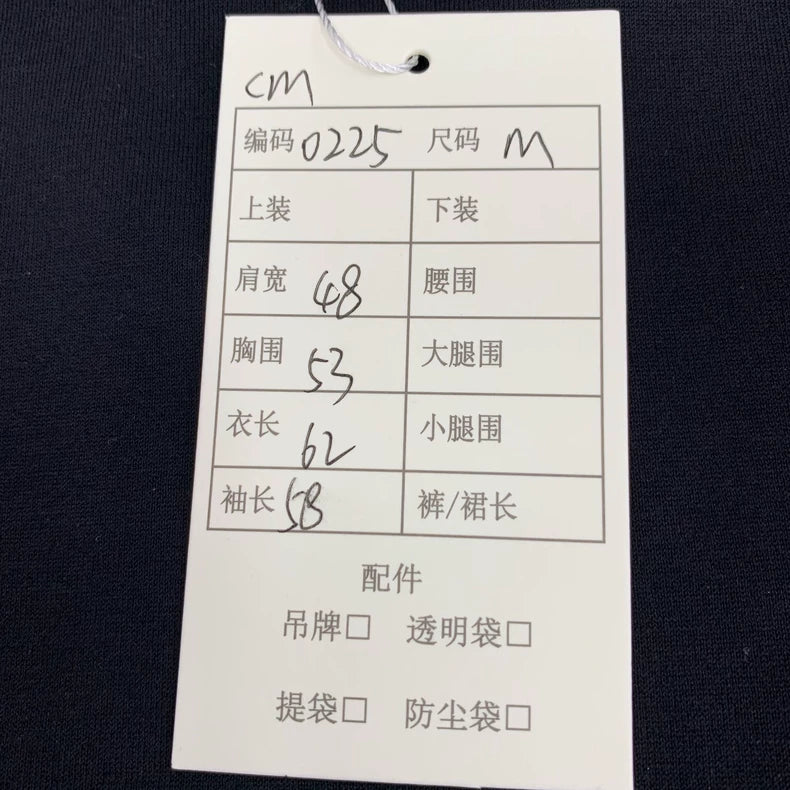 CM
编码 0225 尺码 M
上装 下装
肩宽 48 腰围
胸围 53 大腿围
衣长 62 小腿围
袖长 58 裤/裙长
配件
吊牌□ 透明袋□
提袋□ 防尘袋□